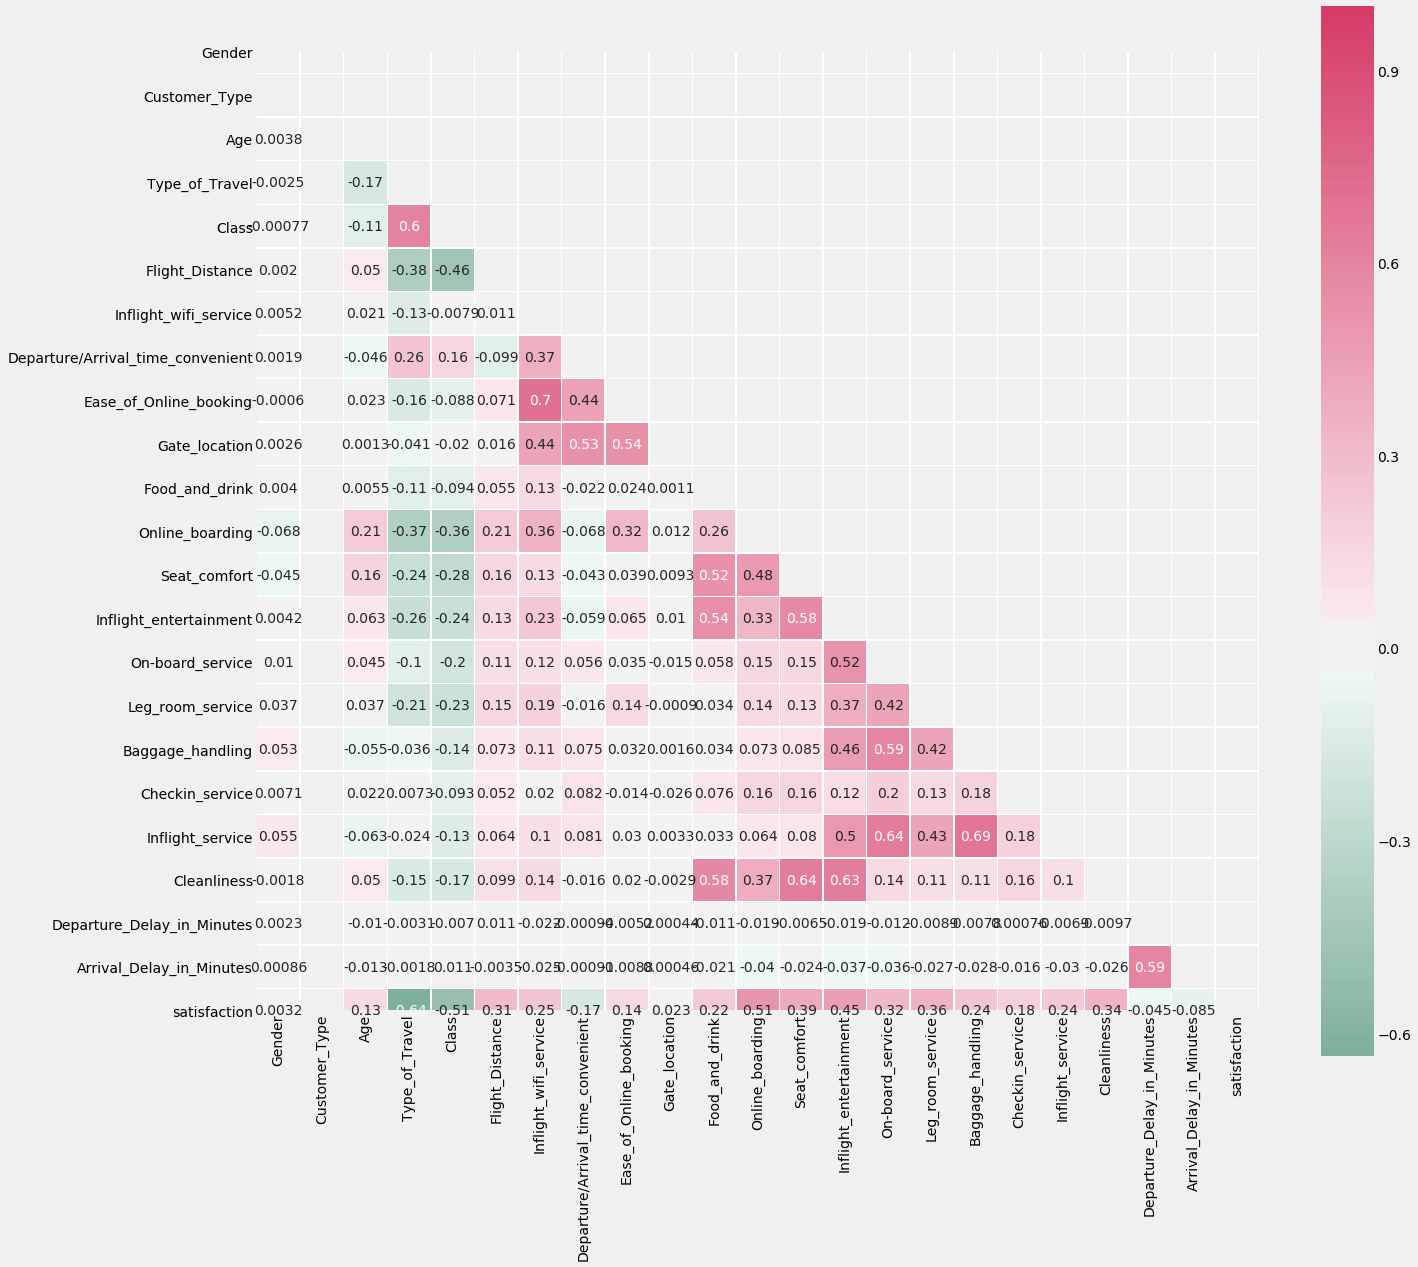 Gender
Customer_Type
Age 0.0038
Type_of_Travel -0.0025 -0.17
Class -0.00077 -0.11 0.6
Flight_Distance 0.002 0.05 -0.38 -0.46
Inflight_wifi_service 0.0052 0.021 -0.13 -0.0079 0.011
Departure/Arrival_time_convenient 0.0019 -0.046 0.26 0.16 -0.099 0.37
Ease_of_Online_booking -0.0006 0.023 -0.16 -0.088 0.071 0.7 0.44
Gate_location 0.0026 0.0013 -0.041 -0.02 0.016 0.44 0.53 0.54
Food_and_drink 0.004 0.0055 -0.11 -0.094 0.055 0.13 -0.022 0.024 0.0011
Online_boarding -0.068 0.21 -0.37 -0.36 0.21 0.36 -0.068 0.32 0.012 0.26
Seat_comfort -0.045 0.16 -0.24 -0.28 0.16 0.13 -0.043 0.039 0.0093 0.52 0.48
Inflight_entertainment 0.0042 0.063 -0.26 -0.24 0.13 0.23 -0.059 0.065 0.01 0.54 0.33 0.58
On-board_service 0.01 0.045 -0.1 -0.2 0.11 0.12 0.056 0.035 -0.015 0.058 0.15 0.15 0.52
Leg_room_service 0.037 0.037 -0.21 -0.23 0.15 0.19 -0.016 0.14 -0.0009 0.034 0.14 0.13 0.37 0.42
Baggage_handling 0.053 -0.055 -0.036 -0.14 0.073 0.11 0.075 0.032 0.0016 0.034 0.073 0.085 0.46 0.59 0.42
Checkin_service 0.0071 0.022 0.0073 -0.093 0.052 0.02 0.082 -0.014 -0.026 0.076 0.16 0.16 0.12 0.2 0.13 0.18
Inflight_service 0.055 -0.063 -0.024 -0.13 0.064 0.1 0.081 0.03 0.0033 0.033 0.064 0.08 0.5 0.64 0.43 0.69 0.18
Cleanliness -0.0018 0.05 -0.15 -0.17 0.099 0.14 -0.016 0.02 -0.0029 0.58 0.37 0.64 0.63 0.14 0.11 0.11 0.16 0.1
Departure_Delay_in_Minutes 0.0023 -0.01 -0.0031 -0.007 0.011 -0.022 -0.00094 -0.0052 0.00044 -0.011 -0.019 -0.0065 -0.019 -0.012 -0.0089 -0.0078 0.00076 -0.0069 -0.0097
Arrival_Delay_in_Minutes 0.00086 -0.013 -0.0018 0.011 -0.0035 -0.025 -0.00091 -0.0088 0.00046 -0.021 -0.04 -0.024 -0.037 -0.036 -0.027 -0.028 -0.016 -0.03 -0.026 0.59
satisfaction 0.0032 0.13 -0.64 -0.51 0.31 0.25 -0.17 0.14 0.023 0.22 0.51 0.39 0.45 0.32 0.36 0.24 0.18 0.24 0.34 -0.045 -0.085
Gender
Customer_Type
Age
Type_of_Travel
Class
Flight_Distance
Inflight_wifi_service
Departure/Arrival_time_convenient
Ease_of_Online_booking
Gate_location
Food_and_drink
Online_boarding
Seat_comfort
Inflight_entertainment
On-board_service
Leg_room_service
Baggage_handling
Checkin_service
Inflight_service
Cleanliness
Departure_Delay_in_Minutes
Arrival_Delay_in_Minutes
satisfaction
0.9
0.6
0.3
0.0
−0.3
−0.6